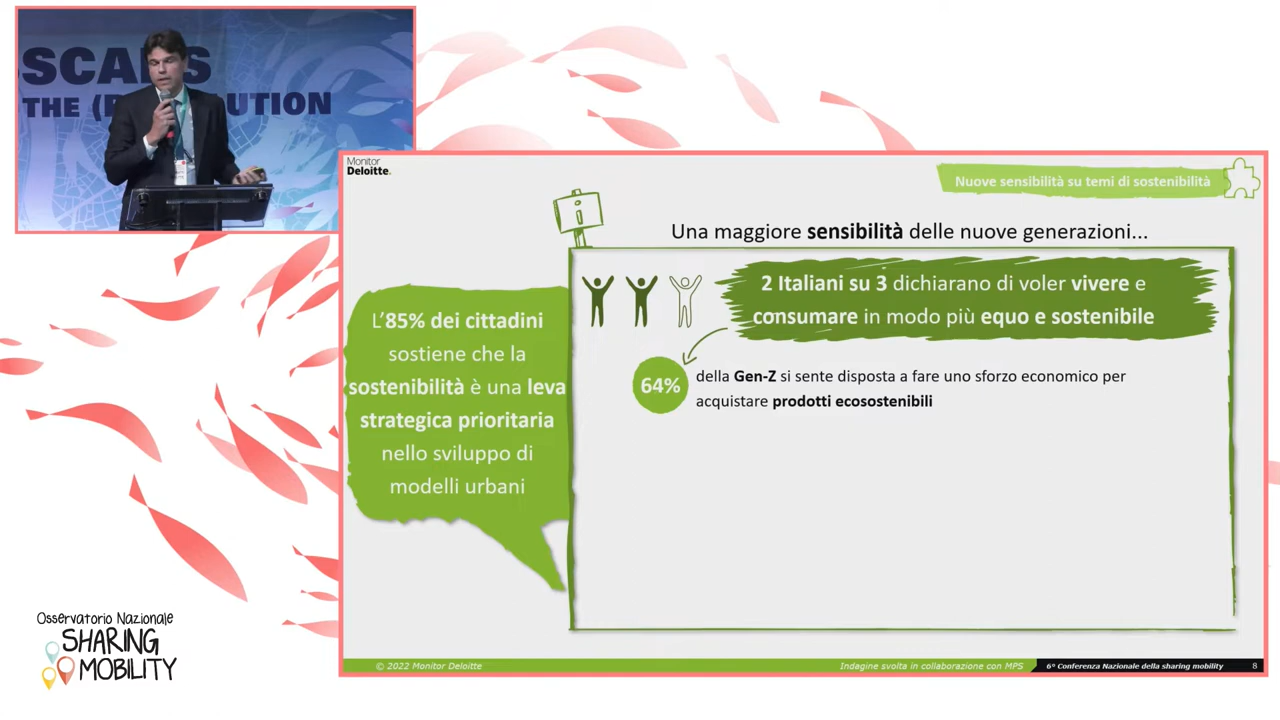 SCARS
THE (R)EVOLUTION
Monitor
Deloitte.
Nuove sensibilità su temi di sostenibilità
i
Una maggiore sensibilità delle nuove generazioni...
2 Italiani su 3 dichiarano di voler vivere e
consumare in modo più equo e sostenibile
L'85% dei cittadini
sostiene che la
sostenibilità è una leva
strategica prioritaria
nello sviluppo di
modelli urbani
64%
della Gen-Z si sente disposta a fare uno sforzo economico per
acquistare prodotti ecosostenibili
Osservatorio Nazionale
SHARING
MOBILITY
© 2022 Monitor Deloitte
Indagine svolta in collaborazione con MPS
6° Conferenza Nazionale della sharing mobility
8